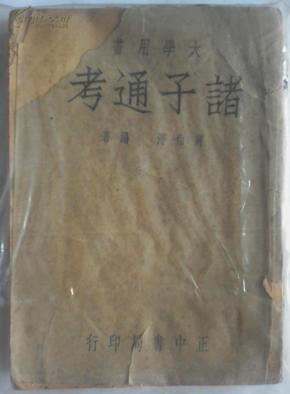 大學用書
諸子通考
蔣伯潛 編著
正中書局印行